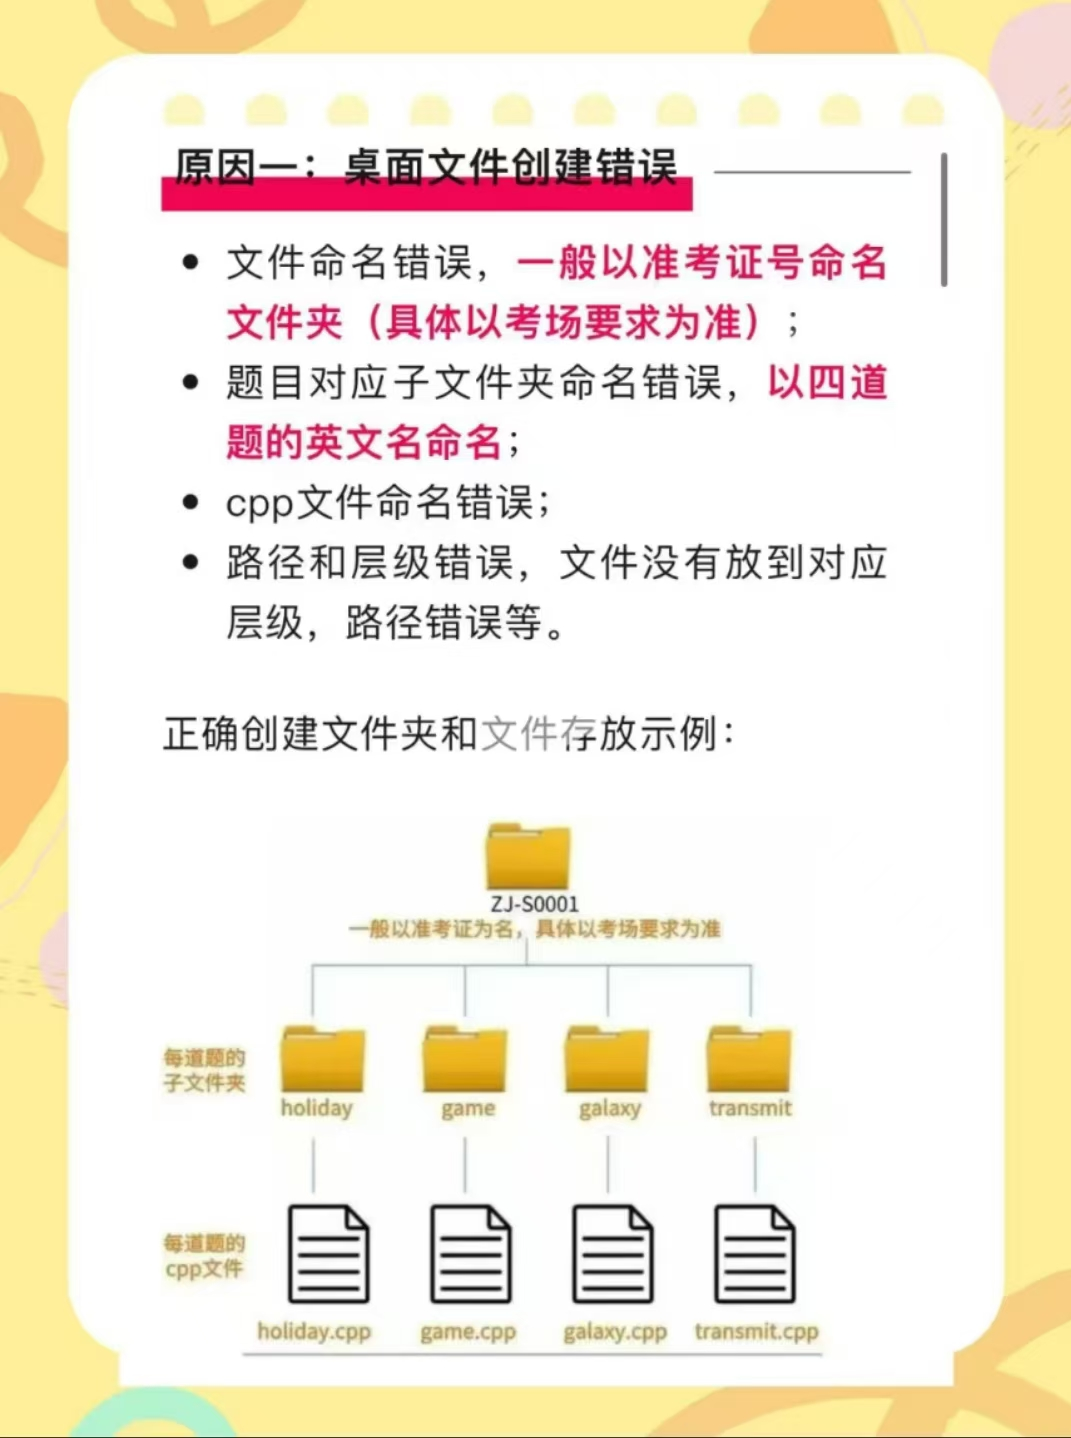 原因一：桌面文件创建错误
文件命名错误，一般以准考证号命名
文件夹（具体以考场要求为准）；
题目对应子文件夹命名错误，以四道
题的英文名命名；
cpp文件命名错误；
路径和层级错误，文件没有放到对应
层级，路径错误等。
正确创建文件夹和文件存放示例：
ZJ-S0001
一般以准考证为名，具体以考场要求为准
每道题的
子文件夹
holiday
game
galaxy
transmit
每道题的
cpp文件
holiday.cpp
game.cpp
galaxy.cpp
transmit.cpp